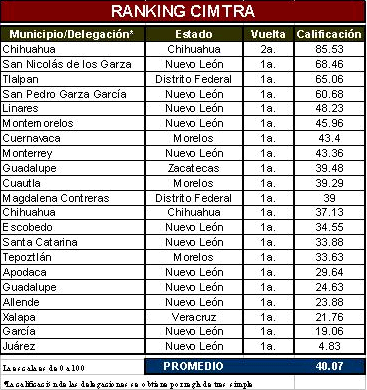 RANKING CIMTRA
Municipio/Delegación* Estado Vuelta Calificación
Chihuahua Chihuahua 2a. 85.53
San Nicolás de los Garza Nuevo León 1a. 68.46
Tlalpan Distrito Federal 1a. 65.06
San Pedro Garza García Nuevo León 1a. 60.68
Linares Nuevo León 1a. 48.23
Montemorelos Nuevo León 1a. 45.96
Cuernavaca Morelos 1a. 43.4
Monterrey Nuevo León 1a. 43.36
Guadalupe Zacatecas 1a. 39.48
Cuautla Morelos 1a. 39.29
Magdalena Contreras Distrito Federal 1a. 39
Chihuahua Chihuahua 1a. 37.13
Escobedo Nuevo León 1a. 34.55
Santa Catarina Nuevo León 1a. 33.88
Tepoztlán Morelos 1a. 33.63
Apodaca Nuevo León 1a. 29.64
Guadalupe Nuevo León 1a. 24.63
Allende Nuevo León 1a. 23.88
Xalapa Veracruz 1a. 21.76
García Nuevo León 1a. 19.06
Juárez Nuevo León 1a. 4.83
La escala es de 0 a 100 PROMEDIO 40.07
*La calificación de las delegaciones se obtiene por regla de tres simple